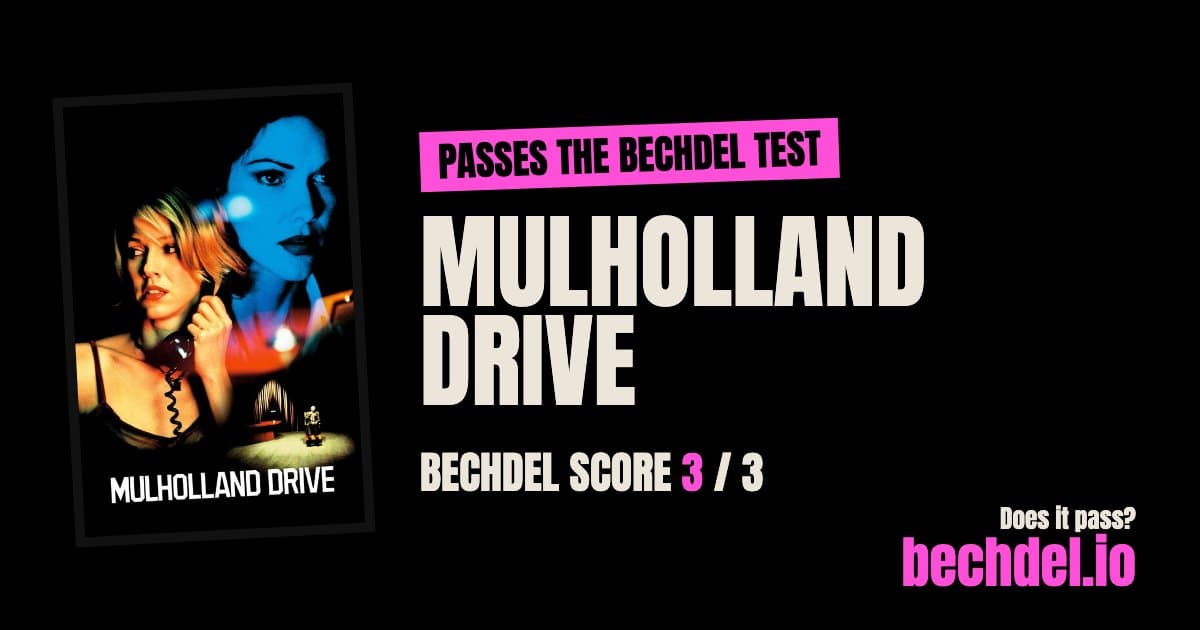 PASSES THE BECHDEL TEST
MULHOLLAND
DRIVE
BECHDEL SCORE 3 / 3
MULHOLLAND DRIVE
Does it pass?
bechdel.io